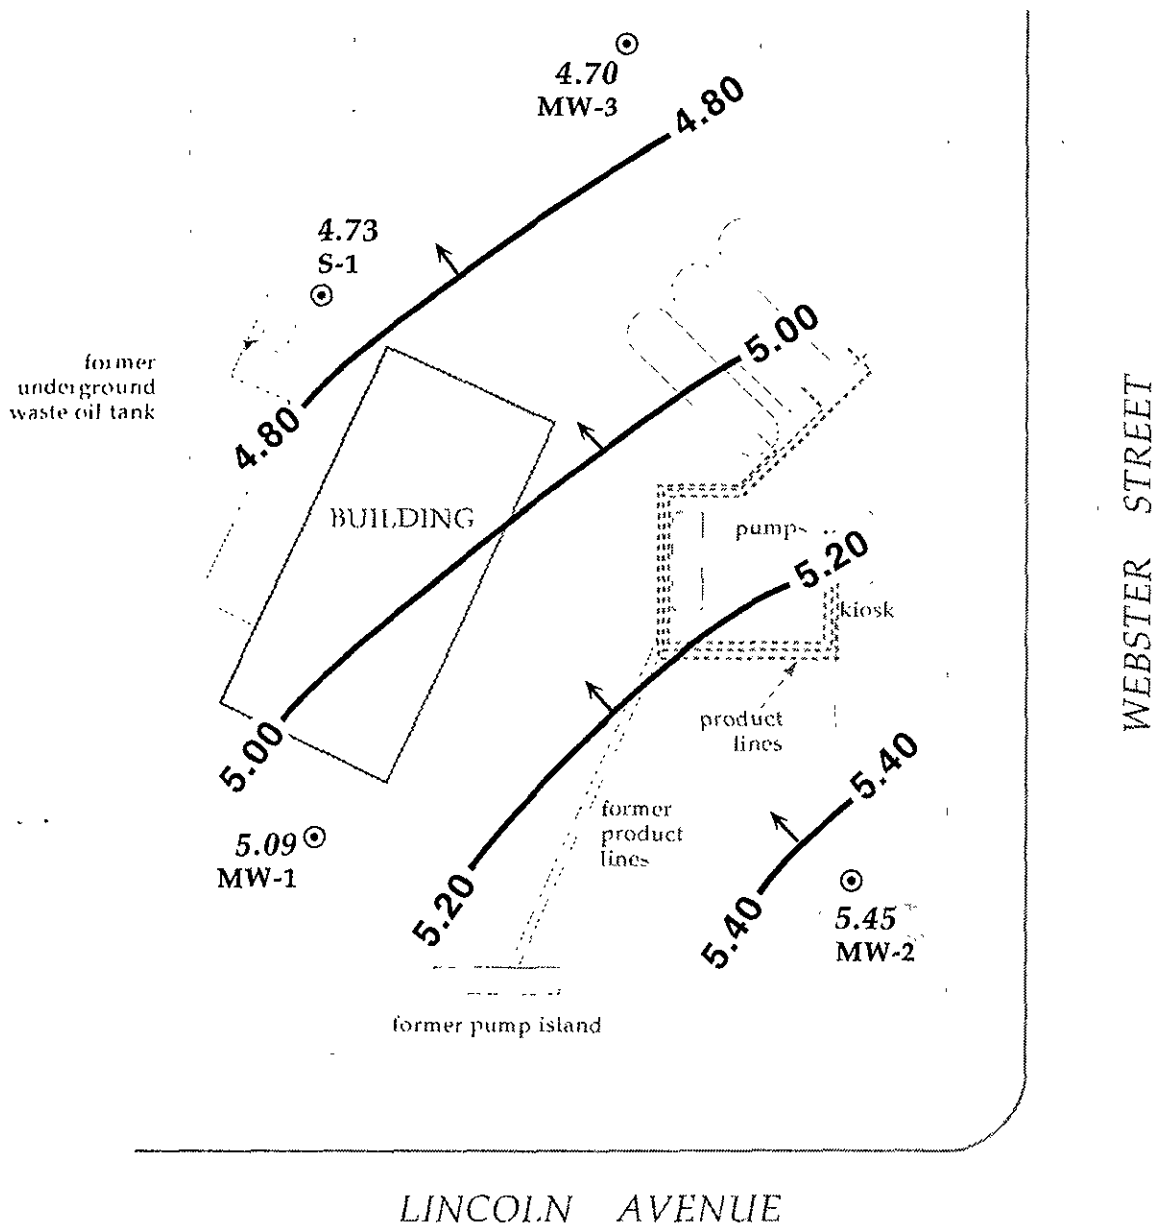 4.70
MW-3
4.80
4.73
S-1
former
underground
waste oil tank
4.80
5.00
BUILDING
pumps
5.20
kiosk
product
lines
5.00
5.40
former
product
lines
5.09
MW-1
5.20
5.40
5.45
MW-2
former pump island
WEBSTER STREET
LINCOLN AVENUE